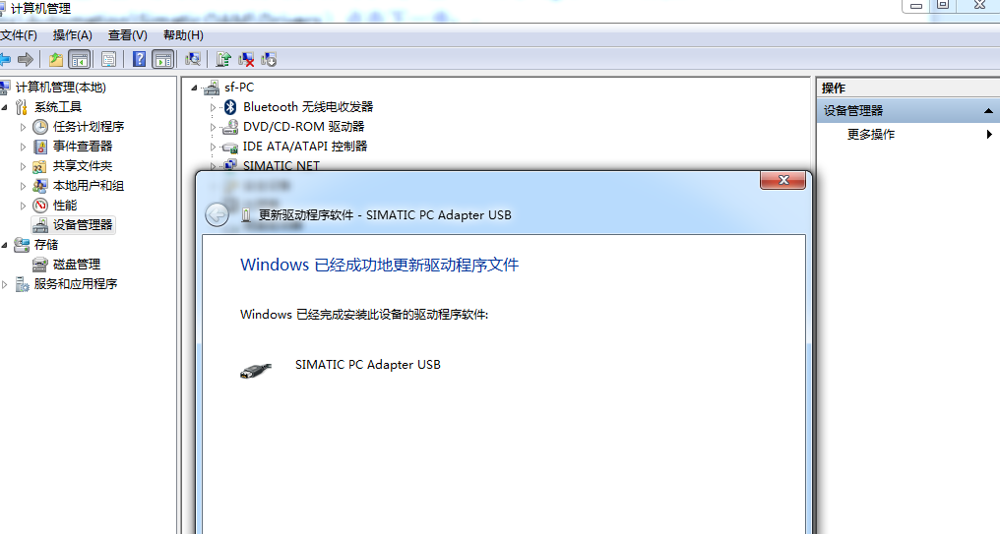 计算机管理
文件(F) 操作(A) 查看(V) 帮助(H)
计算机管理(本地)
系统工具
任务计划程序
事件查看器
共享文件夹
本地用户和组
性能
设备管理器
存储
磁盘管理
服务和应用程序
sf-PC
Bluetooth 无线电收发器
DVD/CD-ROM 驱动器
IDE ATA/ATAPI 控制器
SIMATIC NET
更新驱动程序软件 - SIMATIC PC Adapter USB
Windows 已经成功地更新驱动程序文件
Windows 已经完成安装此设备的驱动程序软件:
SIMATIC PC Adapter USB
操作
设备管理器
更多操作